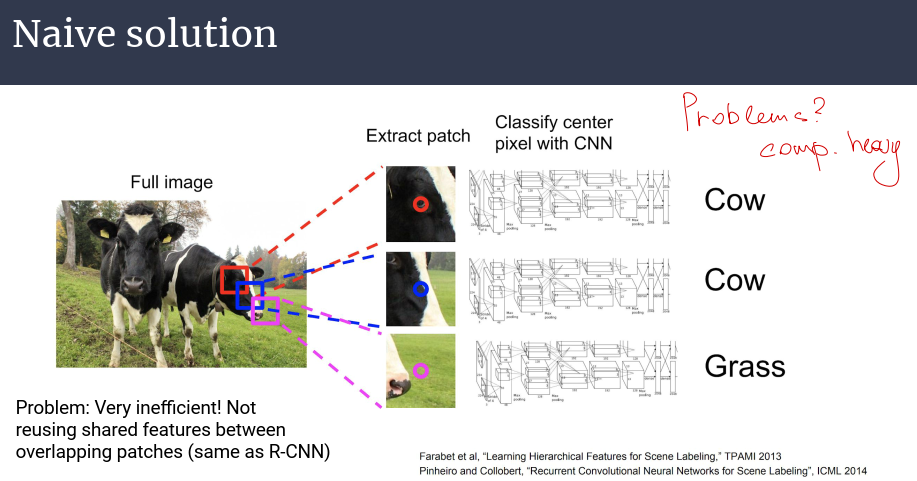 Naive solution
Problems?
comp. heavy
Extract patch
Classify center
pixel with CNN
Full image
Cow
Cow
Grass
Problem: Very inefficient! Not
reusing shared features between
overlapping patches (same as R-CNN)
Farabet et al, “Learning Hierarchical Features for Scene Labeling,” TPAMI 2013
Pinheiro and Collobert, “Recurrent Convolutional Neural Networks for Scene Labeling”, ICML 2014